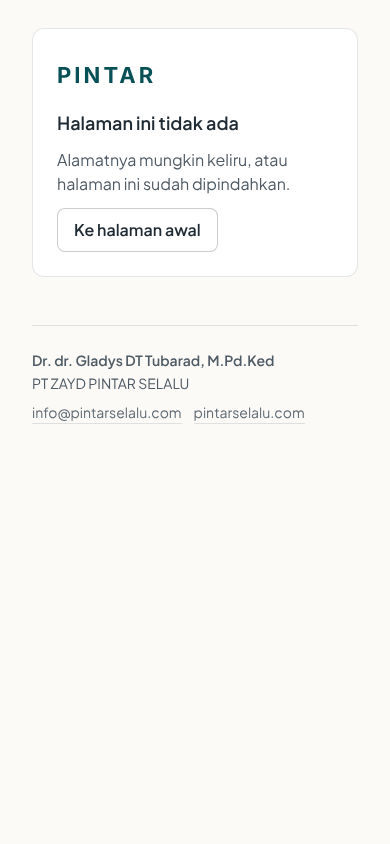 PINTAR
Halaman ini tidak ada
Alamatnya mungkin keliru, atau
halaman ini sudah dipindahkan.
Ke halaman awal
Dr. dr. Gladys DT Tubarad, M.Pd.Ked
PT ZAYD PINTAR SELALU
info@pintarselalu.com pintarselalu.com